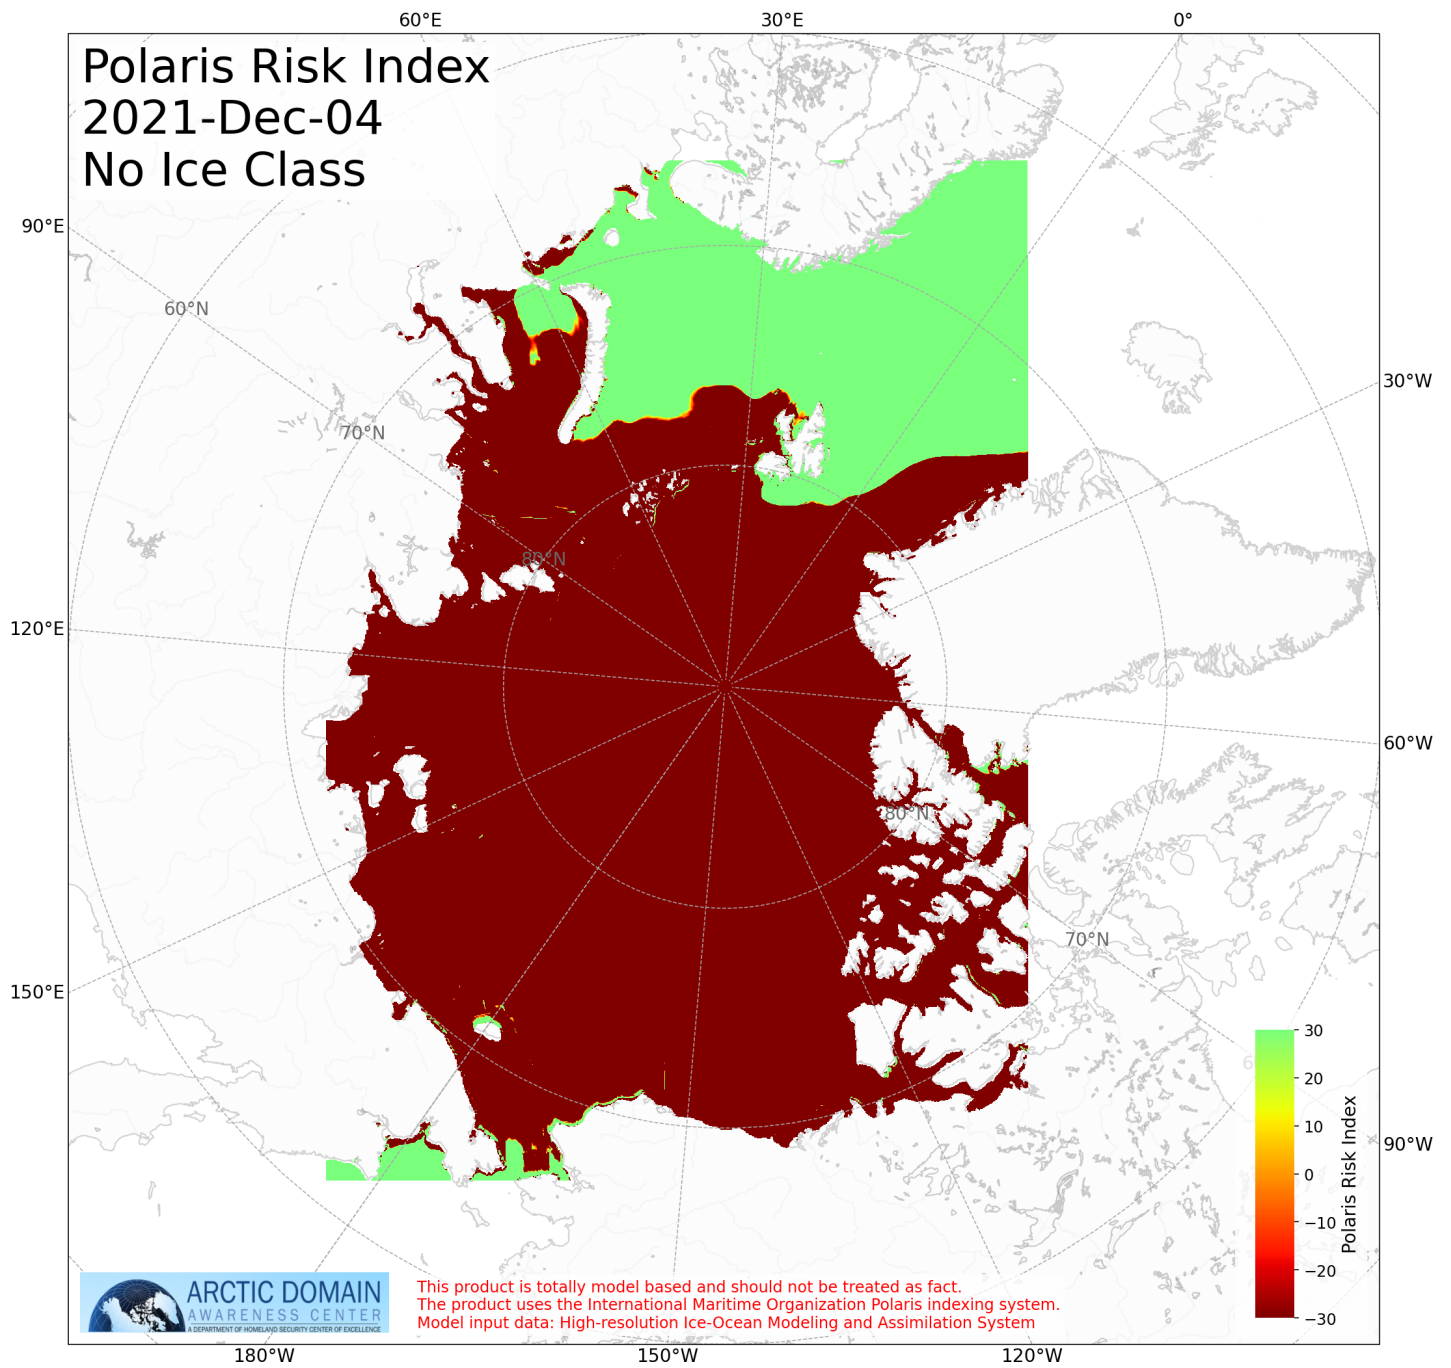 60°E
30°E
0°
Polaris Risk Index
2021-Dec-04
No Ice Class
90°E
60°N
30°W
70°N
80°N
120°E
60°W
80°N
70°N
150°E
30
20
10
0
−10
−20
−30
Polaris Risk Index
90°W
ARCTIC DOMAIN
AWARENESS CENTER
A DEPARTMENT OF HOMELAND SECURITY CENTER OF EXCELLENCE
This product is totally model based and should not be treated as fact.
The product uses the International Maritime Organization Polaris indexing system.
Model input data: High-resolution Ice-Ocean Modeling and Assimilation System
180°W
150°W
120°W